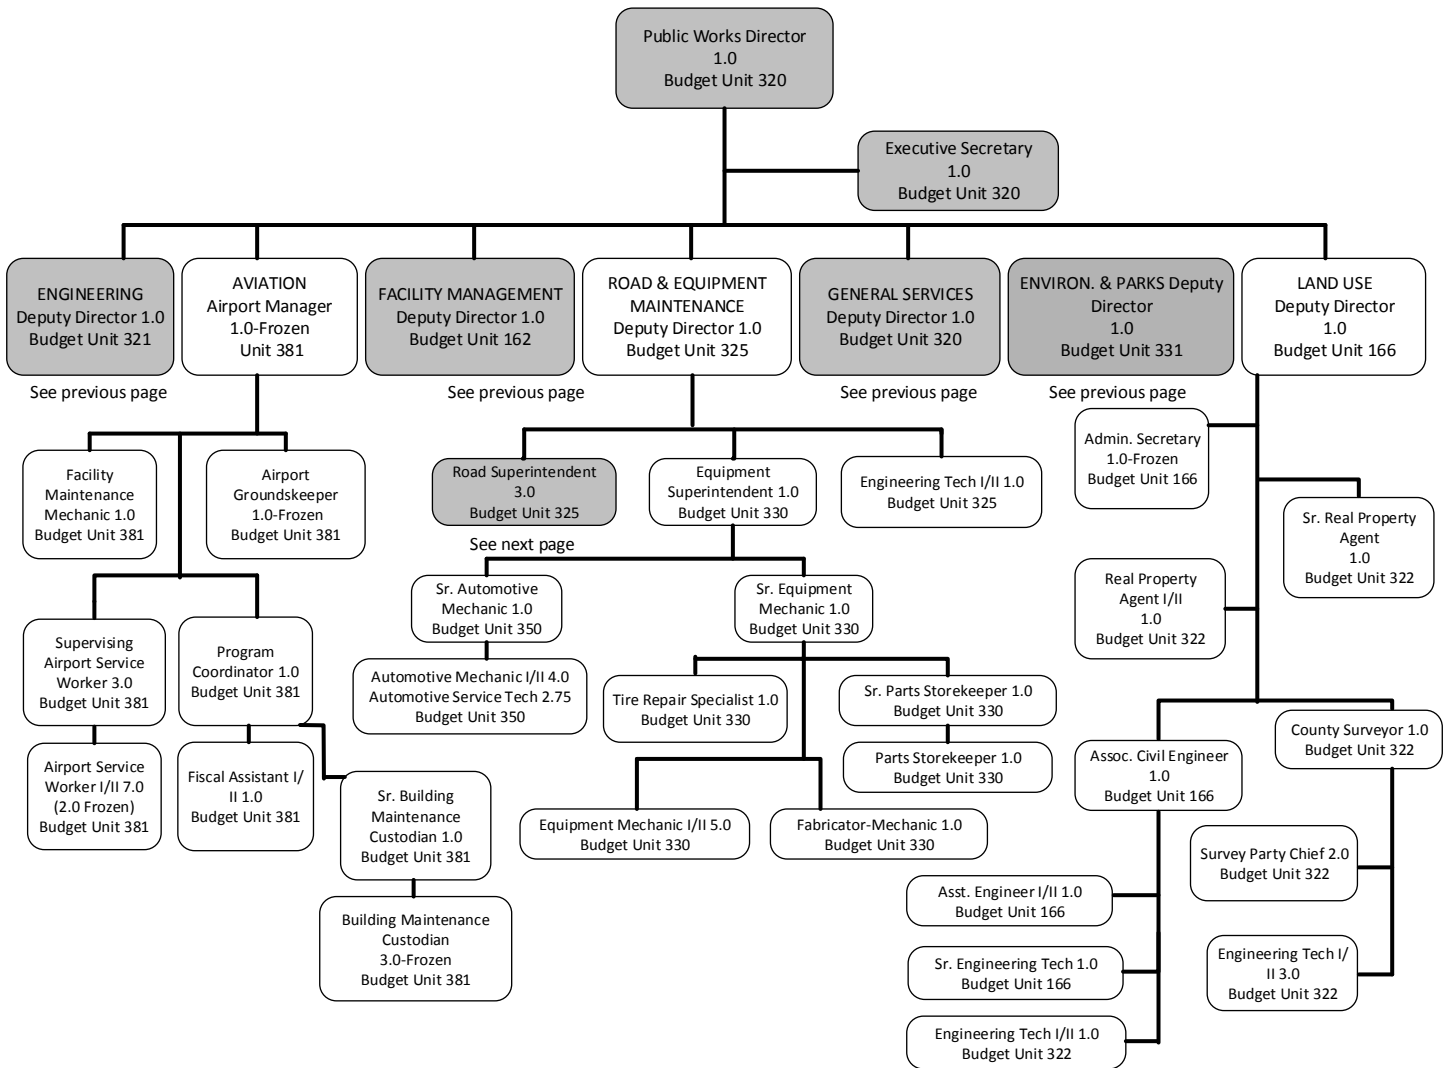 Public Works Director
1.0
Budget Unit 320
Executive Secretary
1.0
Budget Unit 320
ENGINEERING
Deputy Director 1.0
Budget Unit 321
See previous page
AVIATION
Airport Manager
1.0-Frozen
Unit 381
FACILITY MANAGEMENT
Deputy Director 1.0
Budget Unit 162
See previous page
ROAD & EQUIPMENT
MAINTENANCE
Deputy Director 1.0
Budget Unit 325
GENERAL SERVICES
Deputy Director 1.0
Budget Unit 320
See previous page
ENVIRON. & PARKS Deputy
Director
1.0
Budget Unit 331
See previous page
LAND USE
Deputy Director
1.0
Budget Unit 166
Facility
Maintenance
Mechanic 1.0
Budget Unit 381
Airport
Groundskeeper
1.0-Frozen
Budget Unit 381
Supervising
Airport Service
Worker 3.0
Budget Unit 381
Program
Coordinator 1.0
Budget Unit 381
Airport Service
Worker I/II 7.0
(2.0 Frozen)
Budget Unit 381
Fiscal Assistant I/
II 1.0
Budget Unit 381
Sr. Building
Maintenance
Custodian 1.0
Budget Unit 381
Building Maintenance
Custodian
3.0-Frozen
Budget Unit 381
Road Superintendent
3.0
Budget Unit 325
See next page
Equipment
Superintendent 1.0
Budget Unit 330
Engineering Tech I/II 1.0
Budget Unit 325
Sr. Automotive
Mechanic 1.0
Budget Unit 350
Automotive Mechanic I/II 4.0
Automotive Service Tech 2.75
Budget Unit 350
Sr. Equipment
Mechanic 1.0
Budget Unit 330
Tire Repair Specialist 1.0
Budget Unit 330
Sr. Parts Storekeeper 1.0
Budget Unit 330
Parts Storekeeper 1.0
Budget Unit 330
Equipment Mechanic I/II 5.0
Budget Unit 330
Fabricator-Mechanic 1.0
Budget Unit 330
Admin. Secretary
1.0-Frozen
Budget Unit 166
Sr. Real Property
Agent
1.0
Budget Unit 322
Real Property
Agent I/II
1.0
Budget Unit 322
Assoc. Civil Engineer
1.0
Budget Unit 166
County Surveyor 1.0
Budget Unit 322
Asst. Engineer I/II 1.0
Budget Unit 166
Sr. Engineering Tech 1.0
Budget Unit 166
Engineering Tech I/II 1.0
Budget Unit 322
Survey Party Chief 2.0
Budget Unit 322
Engineering Tech I/
II 3.0
Budget Unit 322